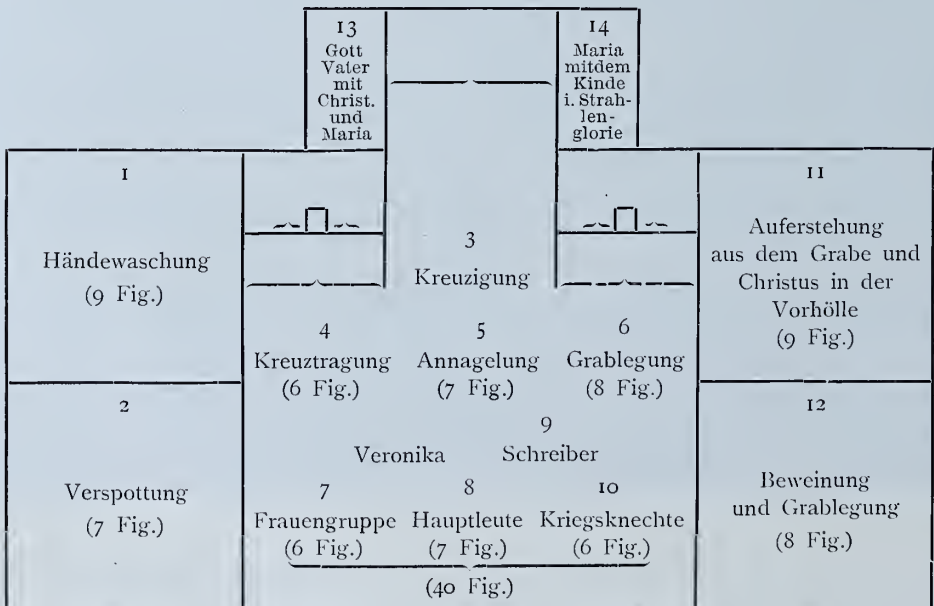 13
Gott
Vater
mit
Christ.
und
Maria
14
Maria
mitdem
Kinde
i. Strah-
len-
glorie
1
Händewaschung
(9 Fig.)
2
Verspottung
(7 Fig.)
3
Kreuzigung
4
Kreuztragung
(6 Fig.)
5
Annagelung
(7 Fig.)
6
Grablegung
(8 Fig.)
9
Veronika Schreiber
7
Frauengruppe
(6 Fig.)
8
Hauptleute
(7 Fig.)
10
Kriegsknechte
(6 Fig.)
(40 Fig.)
11
Auferstehung
aus dem Grabe und
Christus in der
Vorhölle
(9 Fig.)
12
Beweinung
und Grablegung
(8 Fig.)